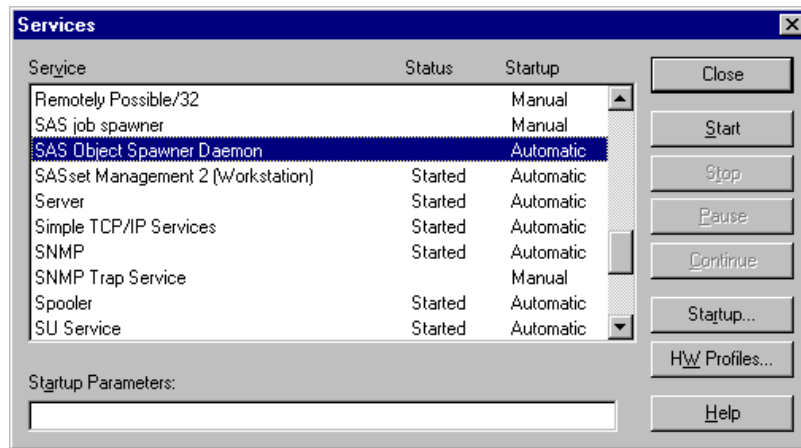 Services
Service Status Startup
Remotely Possible/32 Manual
SAS job spawner Manual
SAS Object Spawner Daemon Automatic
SASset Management 2 (Workstation) Started Automatic
Server Started Automatic
Simple TCP/IP Services Started Automatic
SNMP Started Automatic
SNMP Trap Service Manual
Spooler Started Automatic
SU Service Started Automatic
Startup Parameters:
Close
Start
Stop
Pause
Continue
Startup...
HW Profiles...
Help